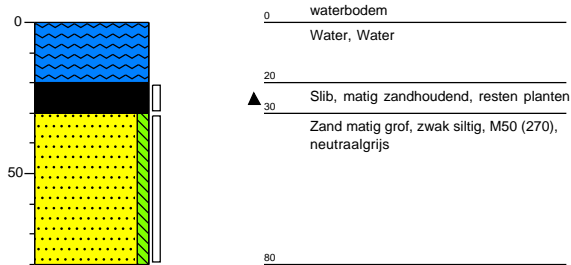 0
50
0
waterbodem
Water, Water
20
Slib, matig zandhoudend, resten planten
30
Zand matig grof, zwak siltig, M50 (270),
neutraalgrijs
80